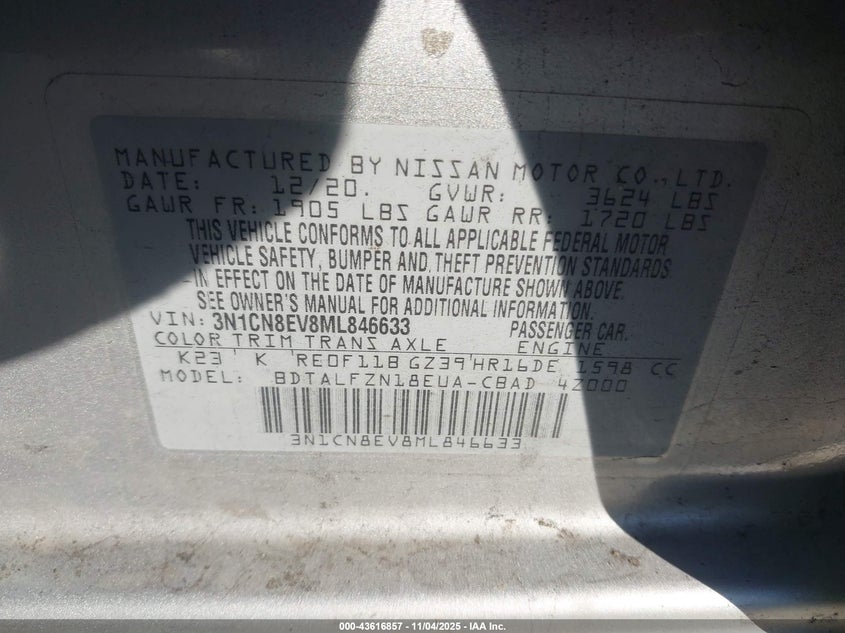 MANUFACTURED BY NISSAN MOTOR CO., LTD.
DATE: 12/20. GVWR: 3624 LBS
GAWR FR: 1905 LBS GAWR RR: 1720 LBS
THIS VEHICLE CONFORMS TO ALL APPLICABLE FEDERAL MOTOR
VEHICLE SAFETY, BUMPER AND THEFT PREVENTION STANDARDS
IN EFFECT ON THE DATE OF MANUFACTURE SHOWN ABOVE.
SEE OWNER'S MANUAL FOR ADDITIONAL INFORMATION.
VIN: 3N1CN8EV8ML846633 PASSENGER CAR.
COLOR TRIM TRANS AXLE ENGINE
K23 K RE0F11B GZ39 HR16DE 1598 CC
MODEL: BDTALFZN18EUA-CBAD 4Z000
3N1CN8EV8ML846633
000-43616857 - 11/04/2025 - IAA Inc.